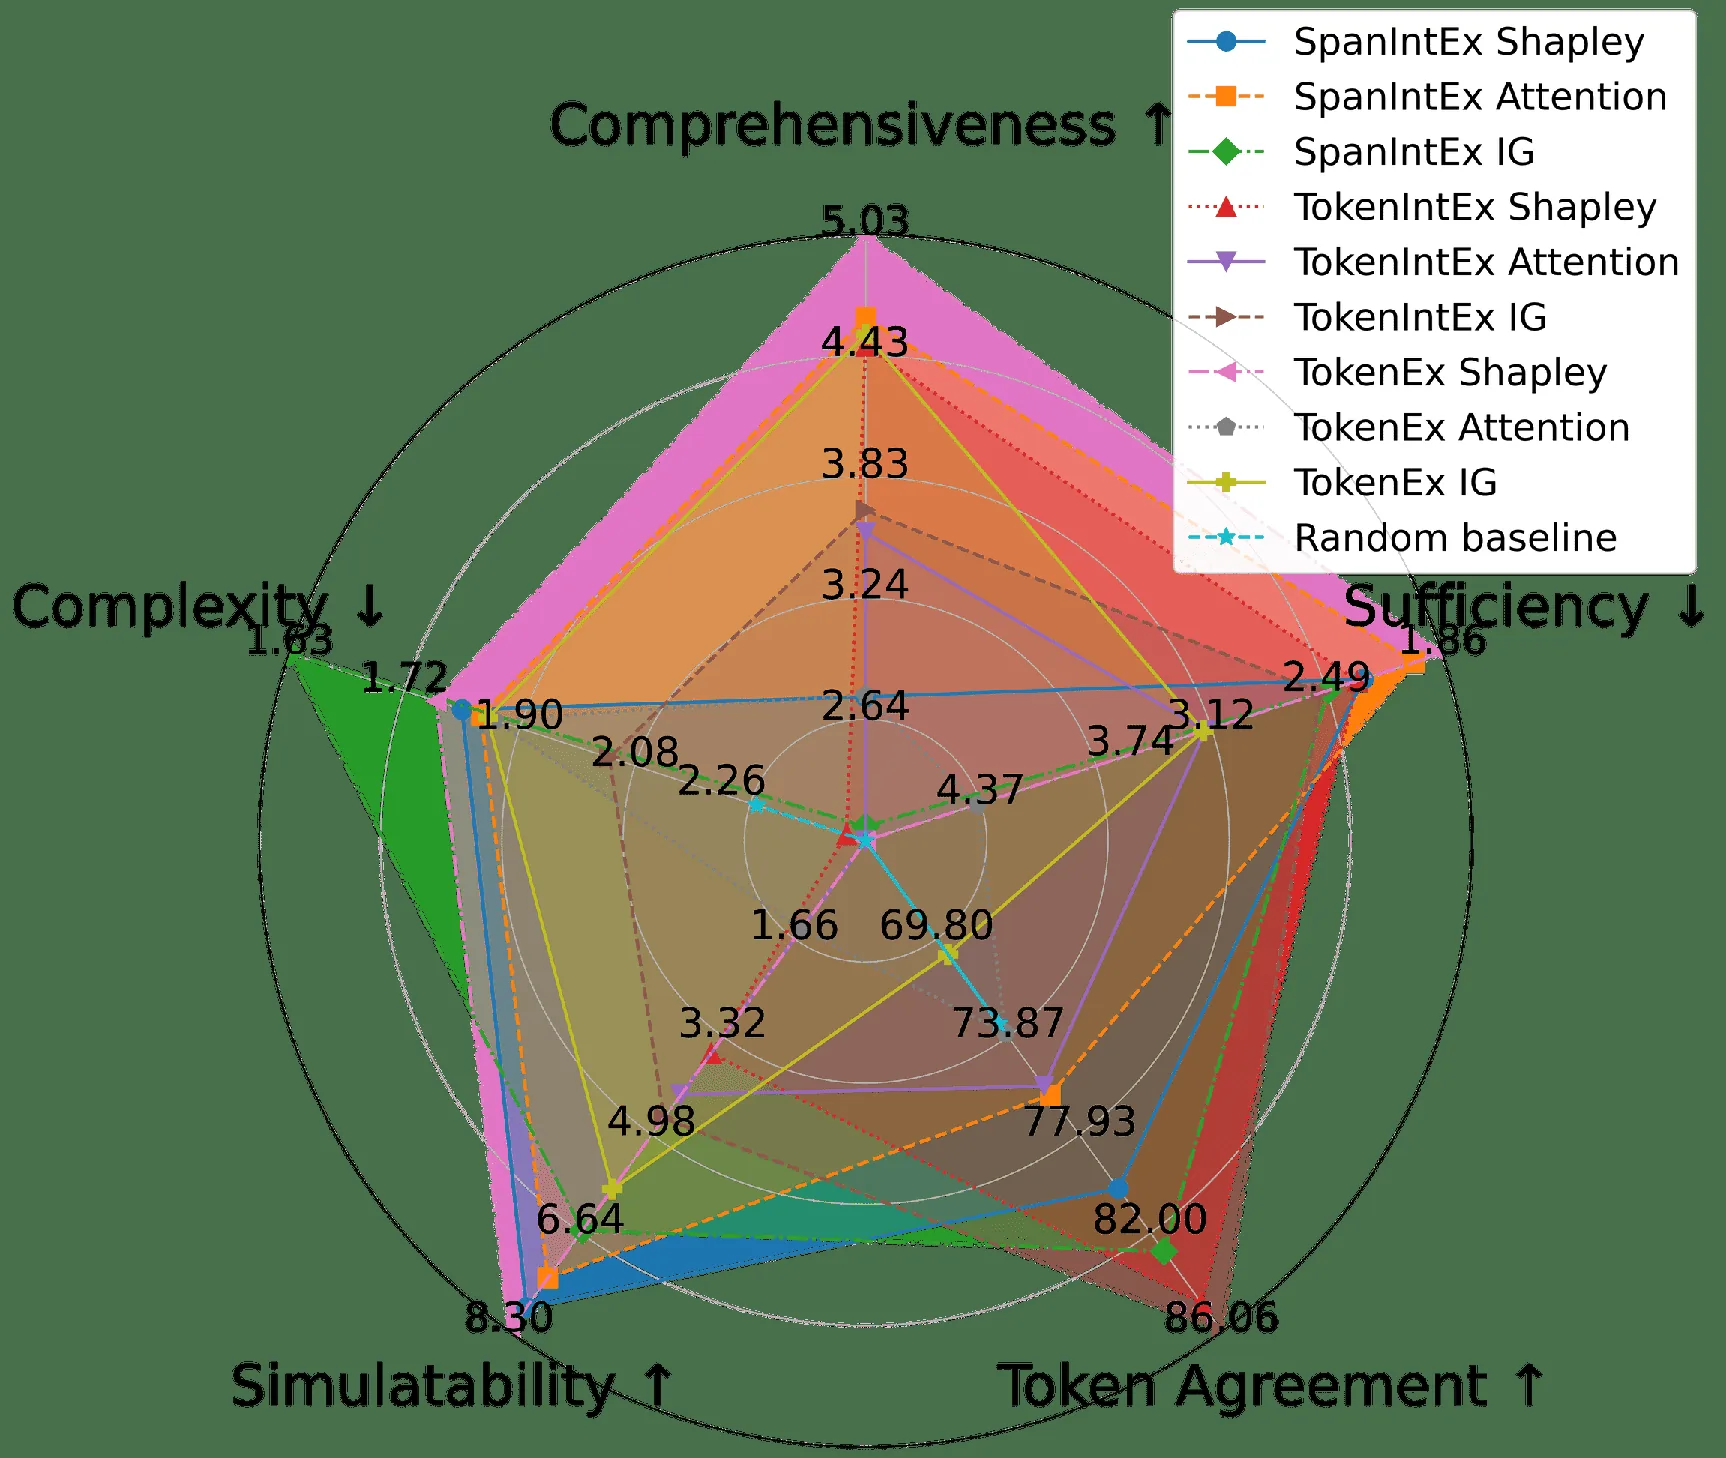 SpanIntEx Shapley
SpanIntEx Attention
SpanIntEx IG
TokenIntEx Shapley
TokenIntEx Attention
TokenIntEx IG
TokenEx Shapley
TokenEx Attention
TokenEx IG
Random baseline
Comprehensiveness ↑
5.03
4.43
3.83
3.24
2.64
Complexity ↓
1.63
1.72
1.90
2.08
2.26
Sufficiency ↓
1.86
2.49
3.12
3.74
4.37
1.66
3.32
4.98
6.64
8.30
Simulatability ↑
69.80
73.87
77.93
82.00
86.06
Token Agreement ↑